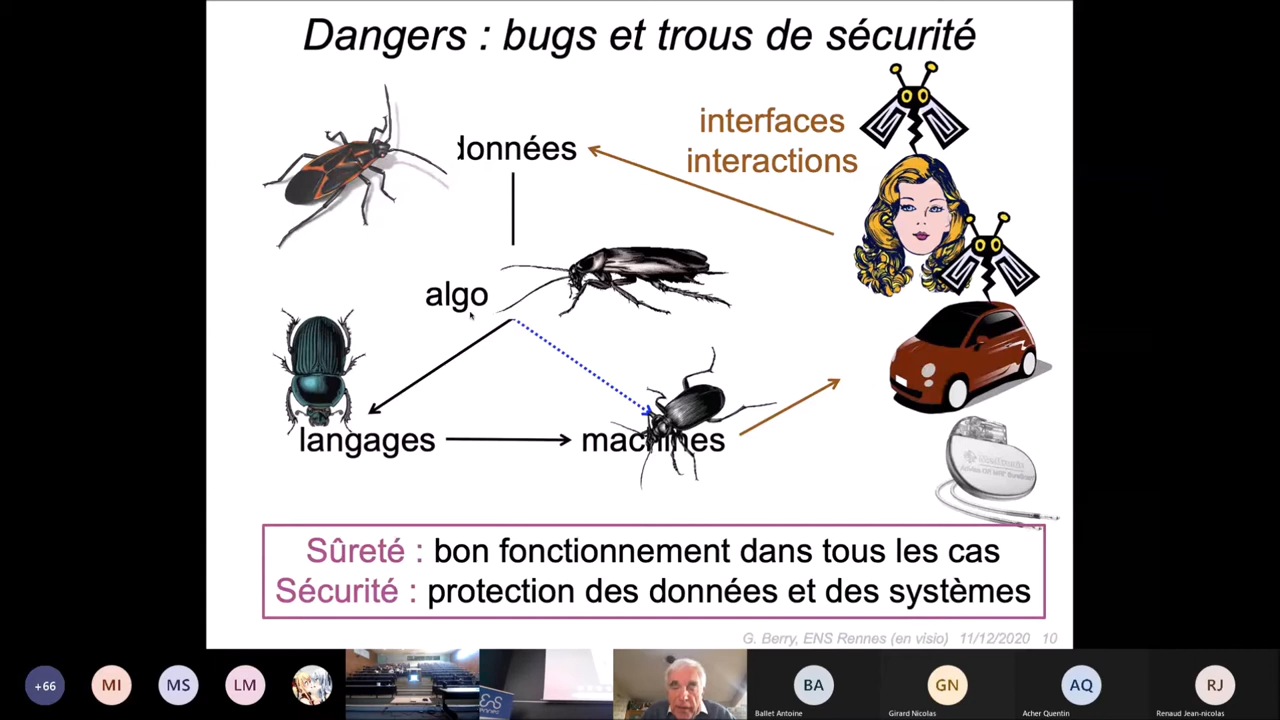 Dangers : bugs et trous de sécurité
données
interfaces
interactions
algo
langages
machines
Sûreté : bon fonctionnement dans tous les cas
Sécurité : protection des données et des systèmes
G. Berry, ENS Rennes (en visio) 11/12/2020 10
+66
MI
MS
LM
BA
GN
AQ
RJ
Ballet Antoine
Girard Nicolas
Acher Quentin
Renaud Jean-nicolas